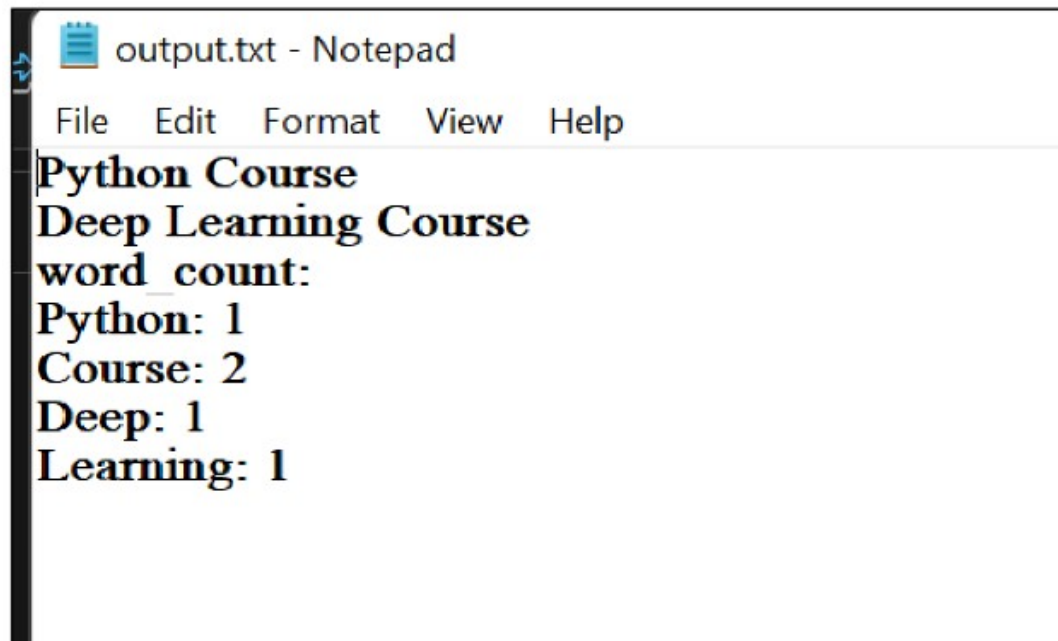 output.txt - Notepad
File Edit Format View Help
Python Course
Deep Learning Course
word_count:
Python: 1
Course: 2
Deep: 1
Learning: 1